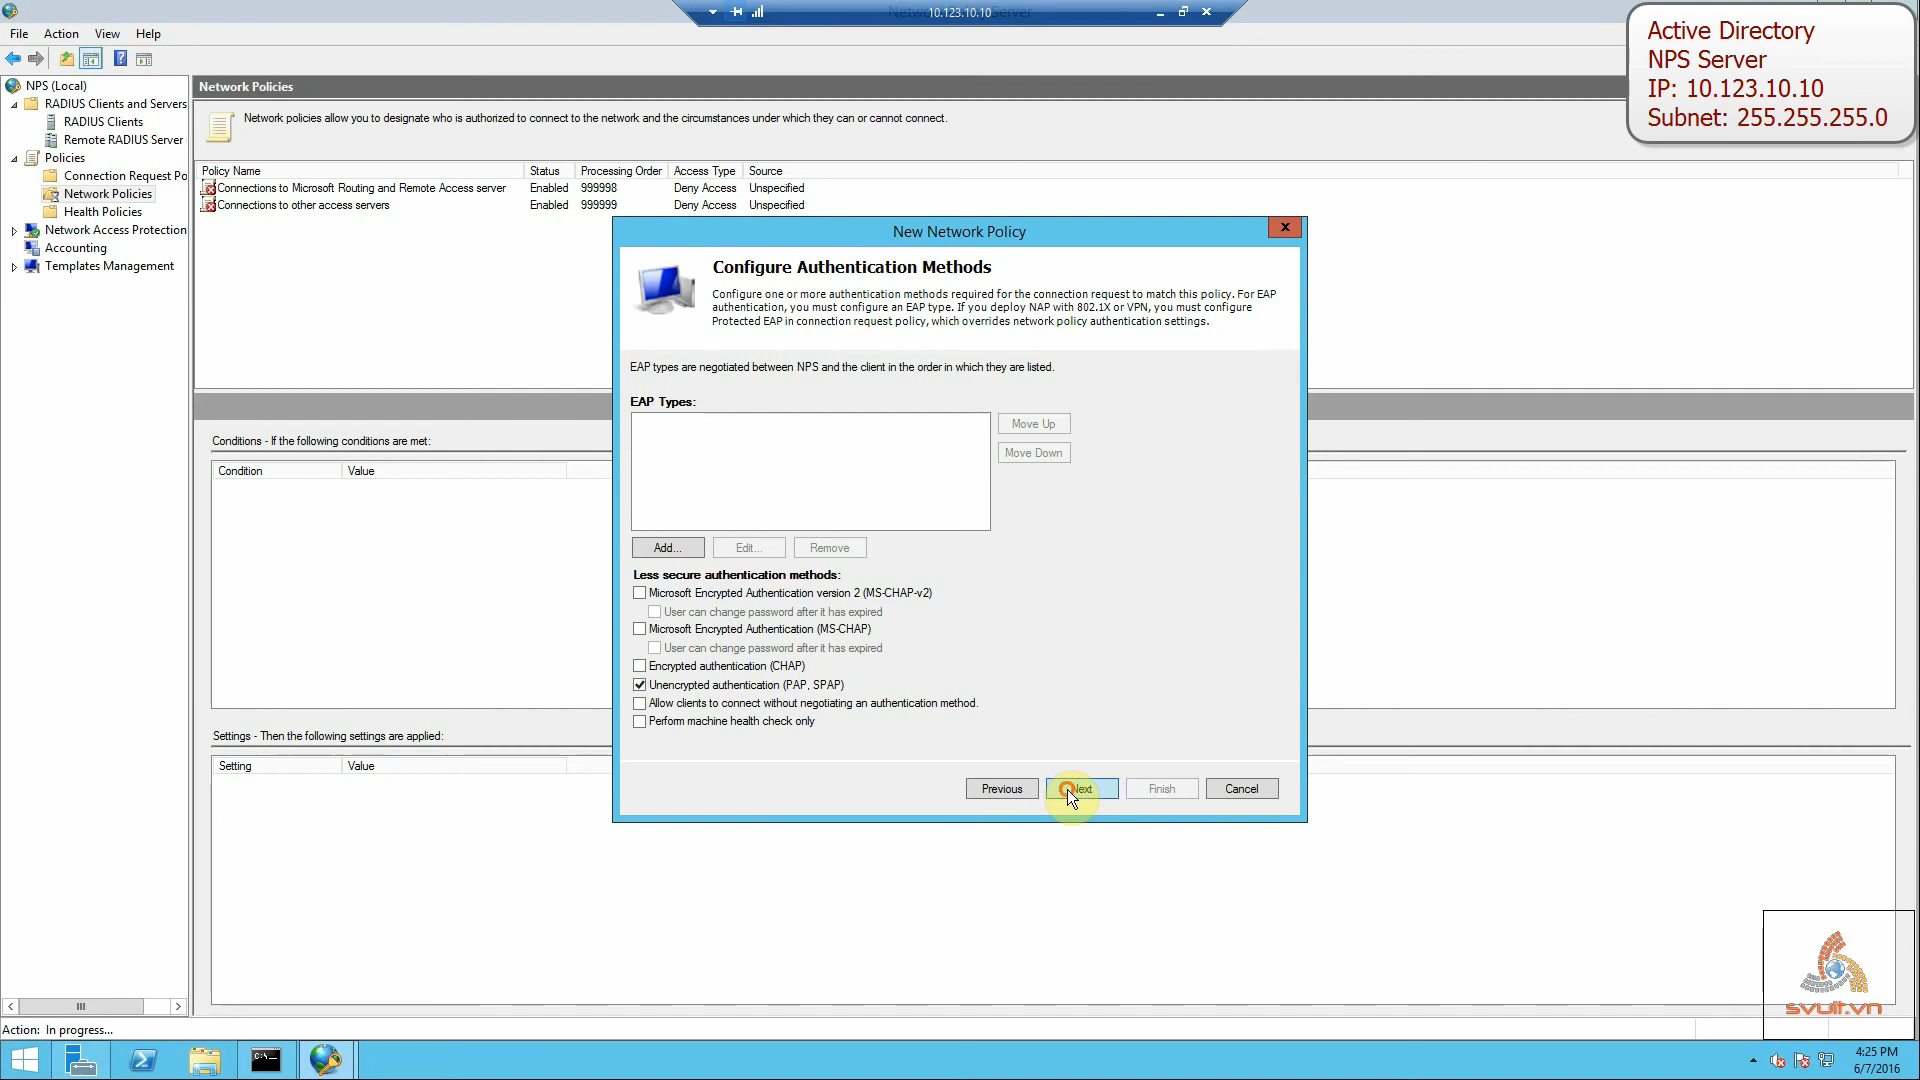 10.123.10.10
File Action View Help
Active Directory
NPS Server
IP: 10.123.10.10
Subnet: 255.255.255.0
NPS (Local)
RADIUS Clients and Servers
RADIUS Clients
Remote RADIUS Server
Policies
Connection Request Po
Network Policies
Health Policies
Network Access Protection
Accounting
Templates Management
Network Policies
Network policies allow you to designate who is authorized to connect to the network and the circumstances under which they can or cannot connect.
Policy Name Status Processing Order Access Type Source
Connections to Microsoft Routing and Remote Access server Enabled 999998 Deny Access Unspecified
Connections to other access servers Enabled 999999 Deny Access Unspecified
Conditions - If the following conditions are met:
Condition Value
Settings - Then the following settings are applied:
Setting Value
New Network Policy
Configure Authentication Methods
Configure one or more authentication methods required for the connection request to match this policy. For EAP
authentication, you must configure an EAP type. If you deploy NAP with 802.1X or VPN, you must configure
Protected EAP in connection request policy, which overrides network policy authentication settings.
EAP types are negotiated between NPS and the client in the order in which they are listed.
EAP Types:
Move Up
Move Down
Add... Edit... Remove
Less secure authentication methods:
Microsoft Encrypted Authentication version 2 (MS-CHAP-v2)
User can change password after it has expired
Microsoft Encrypted Authentication (MS-CHAP)
User can change password after it has expired
Encrypted authentication (CHAP)
Unencrypted authentication (PAP, SPAP)
Allow clients to connect without negotiating an authentication method.
Perform machine health check only
Previous Next Finish Cancel
svuit.vn
Action: In progress...
4:25 PM
6/7/2016